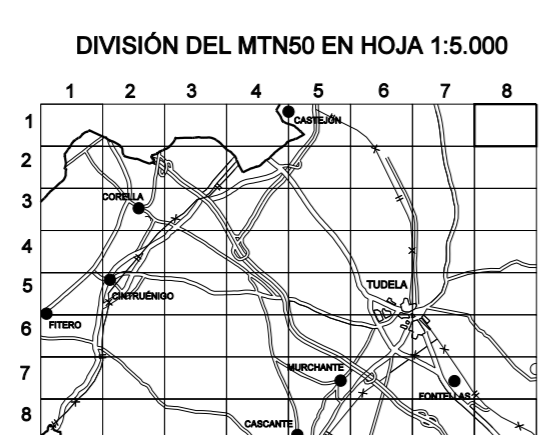 DIVISIÓN DEL MTN50 EN HOJA 1:5.000
1 2 3 4 5 6 7 8
1
CASTEJÓN
2
3
CORELLA
4
5
TUDELA
CINTRUÉNIGO
6
FITERO
7
MURCHANTE
FONTELLAS
8
CASCANTE